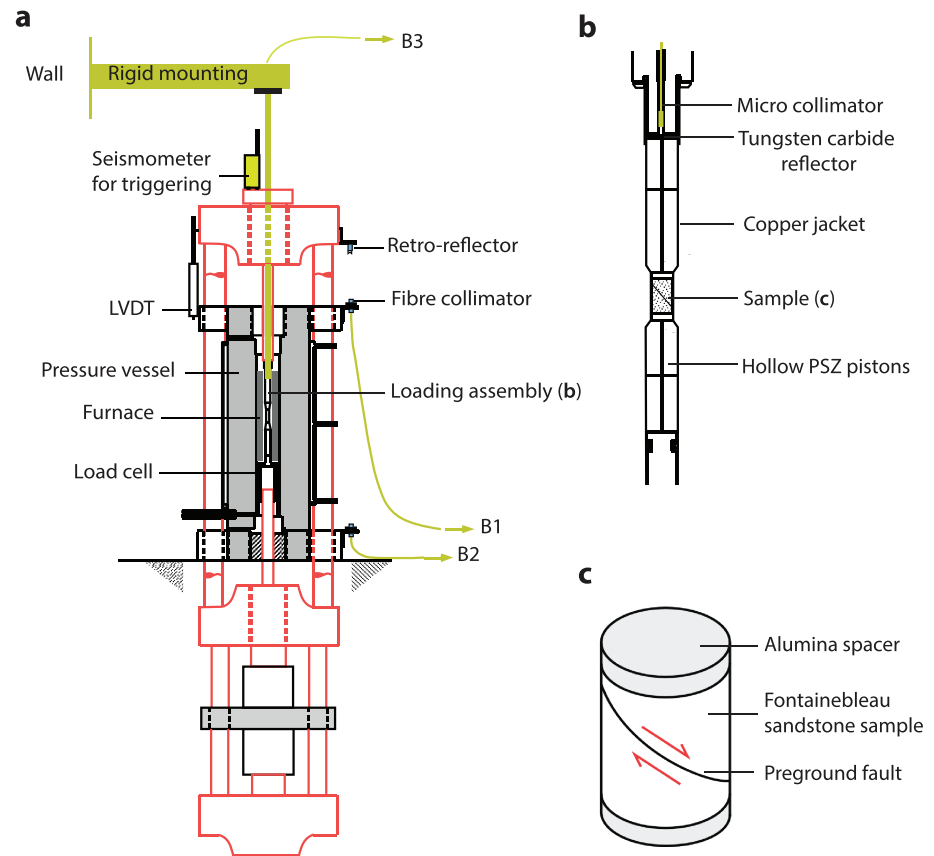 a
B3
Wall
Rigid mounting
Seismometer
for triggering
Retro-reflector
LVDT
Fibre collimator
Pressure vessel
Loading assembly (b)
Furnace
Load cell
B1
B2
b
Micro collimator
Tungsten carbide
reflector
Copper jacket
Sample (c)
Hollow PSZ pistons
c
Alumina spacer
Fontainebleau
sandstone sample
Preground fault